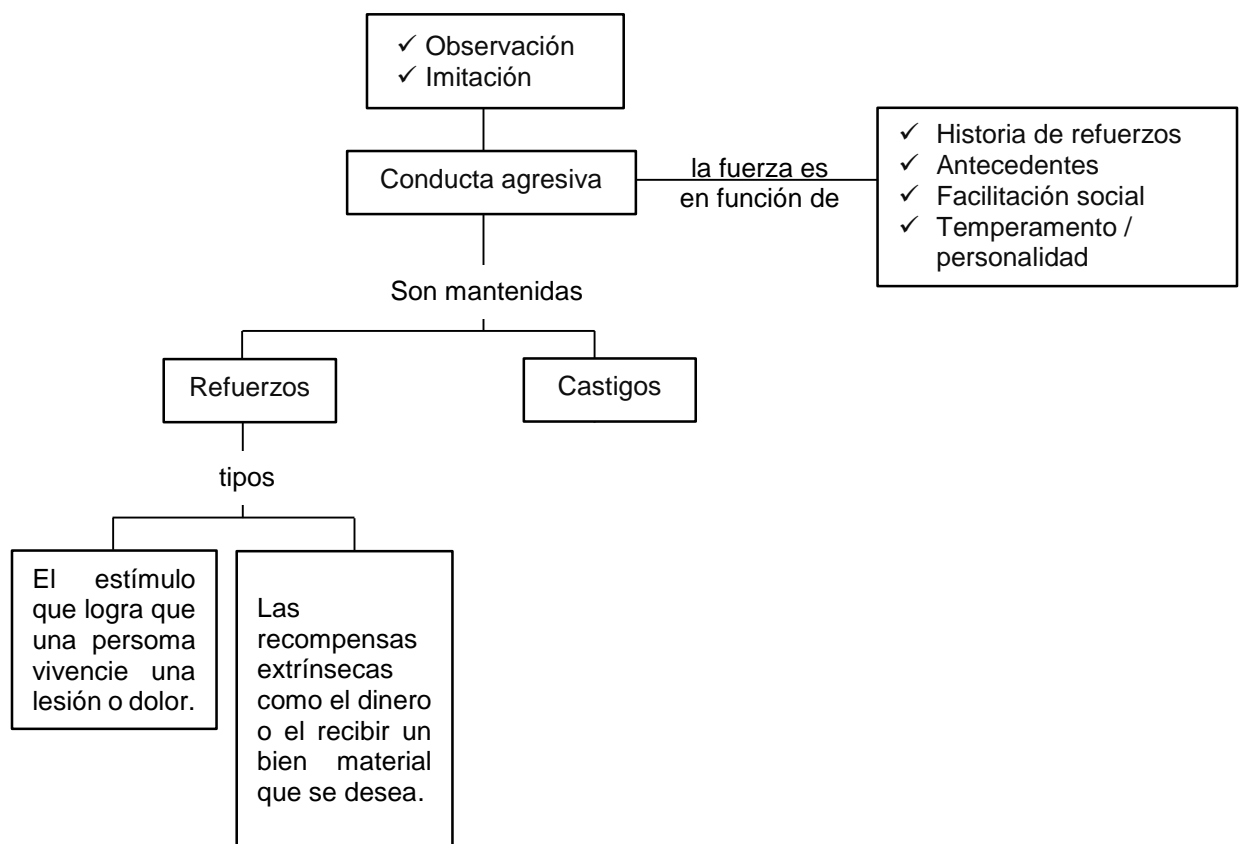 ✓ Observación
✓ Imitación
Conducta agresiva
la fuerza es
en función de
✓ Historia de refuerzos
✓ Antecedentes
✓ Facilitación social
✓ Temperamento /
personalidad
Son mantenidas
Refuerzos
Castigos
tipos
El estímulo
que logra que
una persoma
vivencie una
lesión o dolor.
Las
recompensas
extrínsecas
como el dinero
o el recibir un
bien material
que se desea.